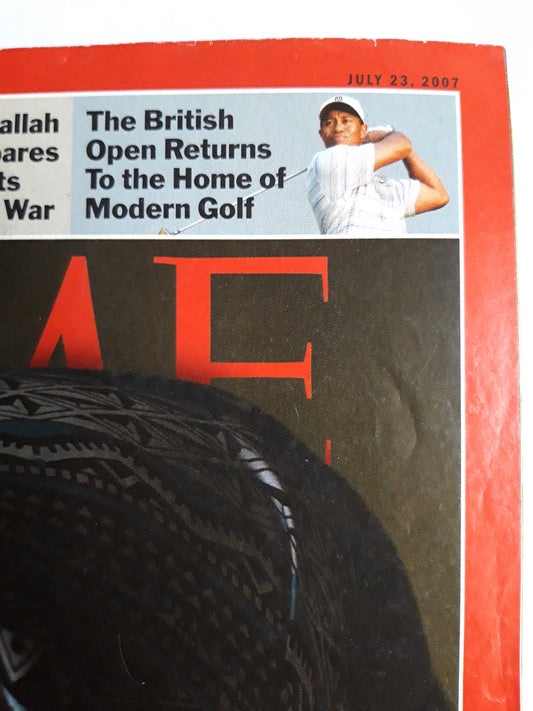 JULY 23, 2007
allah
pares
ts
War
The British
Open Returns
To the Home of
Modern Golf
ME